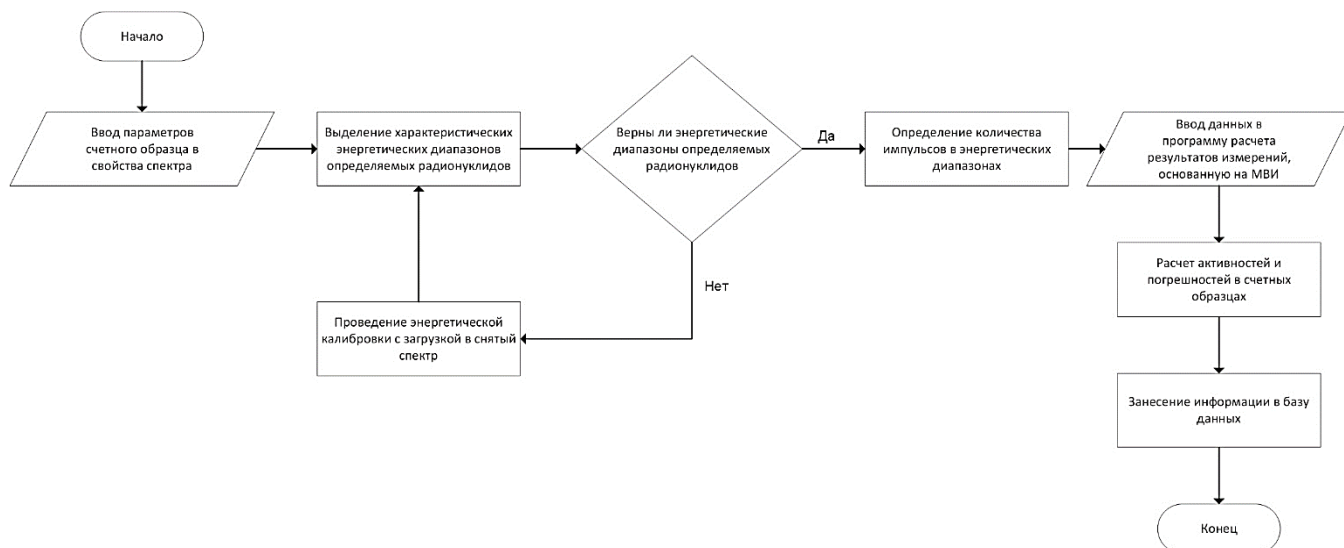 Начало
Ввод параметров
счетного образца в
свойства спектра
Выделение характеристических
энергетических диапазонов
определяемых радионуклидов
Верны ли энергетические
диапазоны определяемых
радионуклидов
Да
Определение количества
импульсов в энергетических
диапазонах
Ввод данных в
программу расчета
результатов измерений,
основанную на МВИ
Нет
Проведение энергетической
калибровки с загрузкой в снятый
спектр
Расчет активностей и
погрешностей в счетных
образцах
Занесение информации в базу
данных
Конец